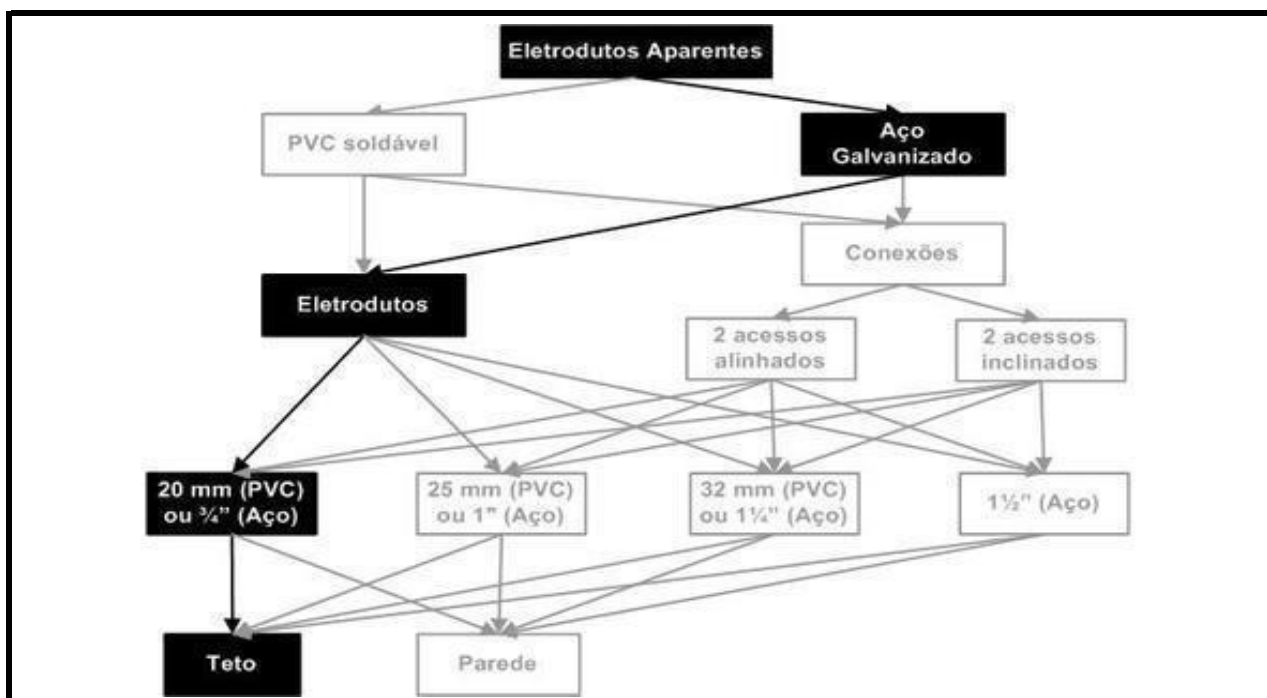 Eletrodutos Aparentes
PVC soldável
Aço
Galvanizado
Conexões
Eletrodutos
2 acessos
alinhados
2 acessos
inclinados
20 mm (PVC)
ou ¾” (Aço)
25 mm (PVC)
ou 1” (Aço)
32 mm (PVC)
ou 1¼” (Aço)
1½” (Aço)
Teto
Parede